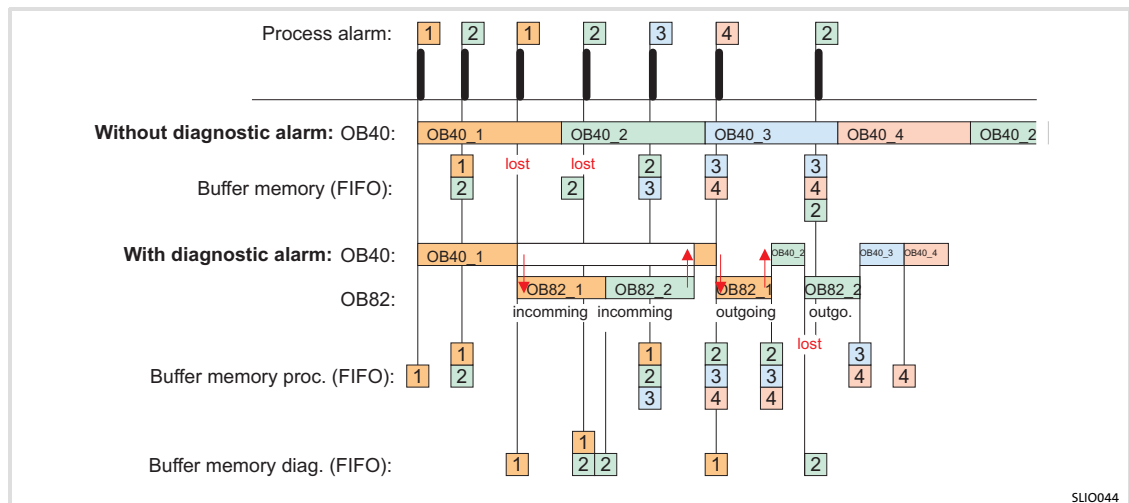 Process alarm: 1 2 1 2 3 4 2
Without diagnostic alarm: OB40: OB40_1 OB40_2 OB40_3 OB40_4 OB40_2
lost lost
1 2 3 3
Buffer memory (FIFO): 2 2 3 4 4
2
With diagnostic alarm: OB40: OB40_1 OB40_2 OB40_3 OB40_4
OB82: OB82_1 OB82_2 OB82_1 OB82_2
incomming incomming outgoing outgo.
lost
1 1 2 2 3
Buffer memory proc. (FIFO): 1 2 2 3 3 4 4
3 4 4
1
Buffer memory diag. (FIFO): 1 2 2 1 2
SLIO044